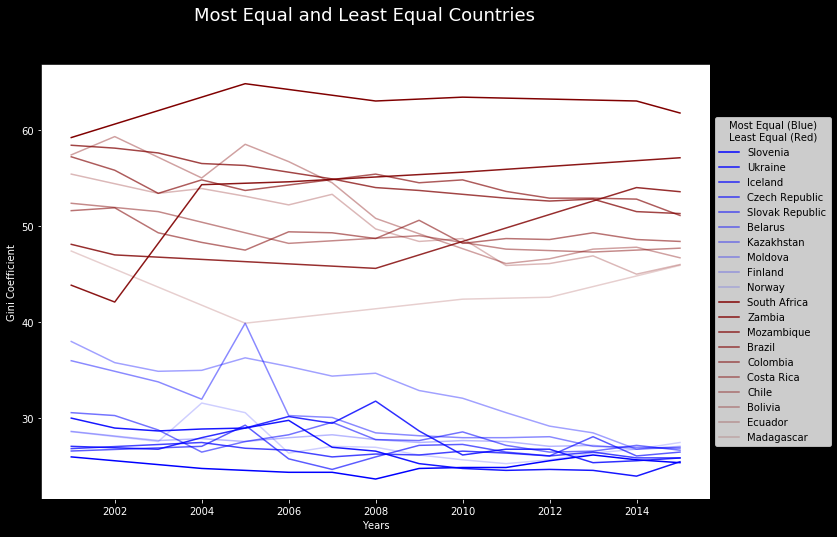 Most Equal and Least Equal Countries
60
50
40
30
Gini Coefficient
2002 2004 2006 2008 2010 2012 2014
Years
Most Equal (Blue)
Least Equal (Red)
Slovenia
Ukraine
Iceland
Czech Republic
Slovak Republic
Belarus
Kazakhstan
Moldova
Finland
Norway
South Africa
Zambia
Mozambique
Brazil
Colombia
Costa Rica
Chile
Bolivia
Ecuador
Madagascar